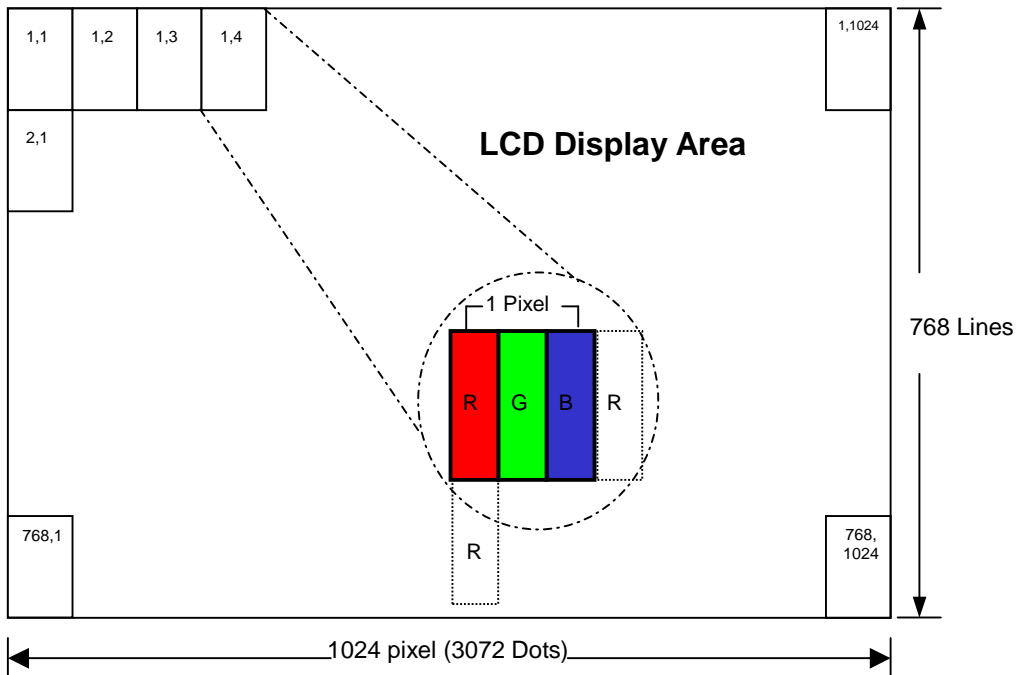 1,1
1,2
1,3
1,4
1,1024
2,1
LCD Display Area
1 Pixel
768 Lines
R
G
B
R
R
768,1
768,
1024
1024 pixel (3072 Dots)